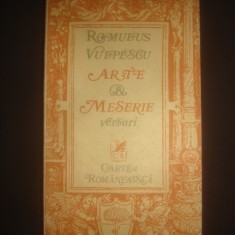 Romulus
Vulpescu
Arte
&
Meserie
versuri
Cartea
Românească